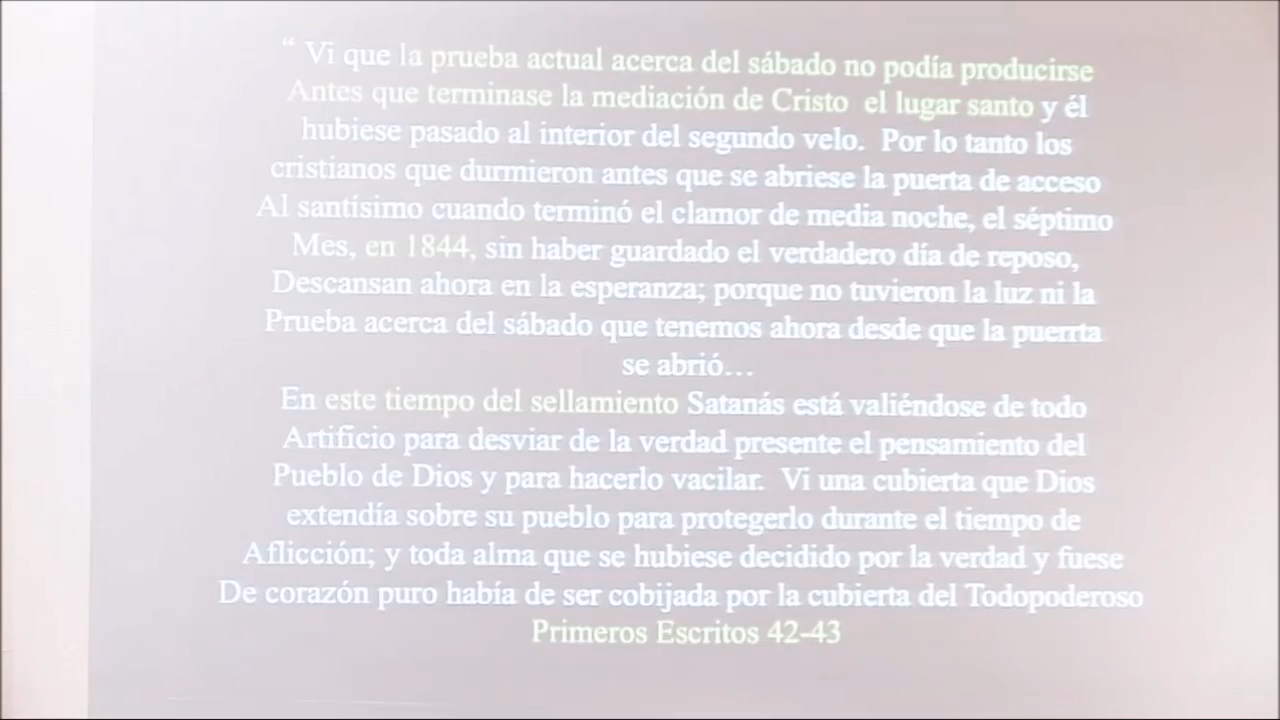 “ Vi que la prueba actual acerca del sábado no podía producirse
Antes que terminase la mediación de Cristo el lugar santo y él
hubiese pasado al interior del segundo velo. Por lo tanto los
cristianos que durmieron antes que se abriese la puerta de acceso
Al santísimo cuando terminó el clamor de media noche, el séptimo
Mes, en 1844, sin haber guardado el verdadero día de reposo,
Descansan ahora en la esperanza; porque no tuvieron la luz ni la
Prueba acerca del sábado que tenemos ahora desde que la puerrta
se abrió…
En este tiempo del sellamiento Satanás está valiéndose de todo
Artificio para desviar de la verdad presente el pensamiento del
Pueblo de Dios y para hacerlo vacilar. Vi una cubierta que Dios
extendía sobre su pueblo para protegerlo durante el tiempo de
Aflicción; y toda alma que se hubiese decidido por la verdad y fuese
De corazón puro había de ser cobijada por la cubierta del Todopoderoso
Primeros Escritos 42-43